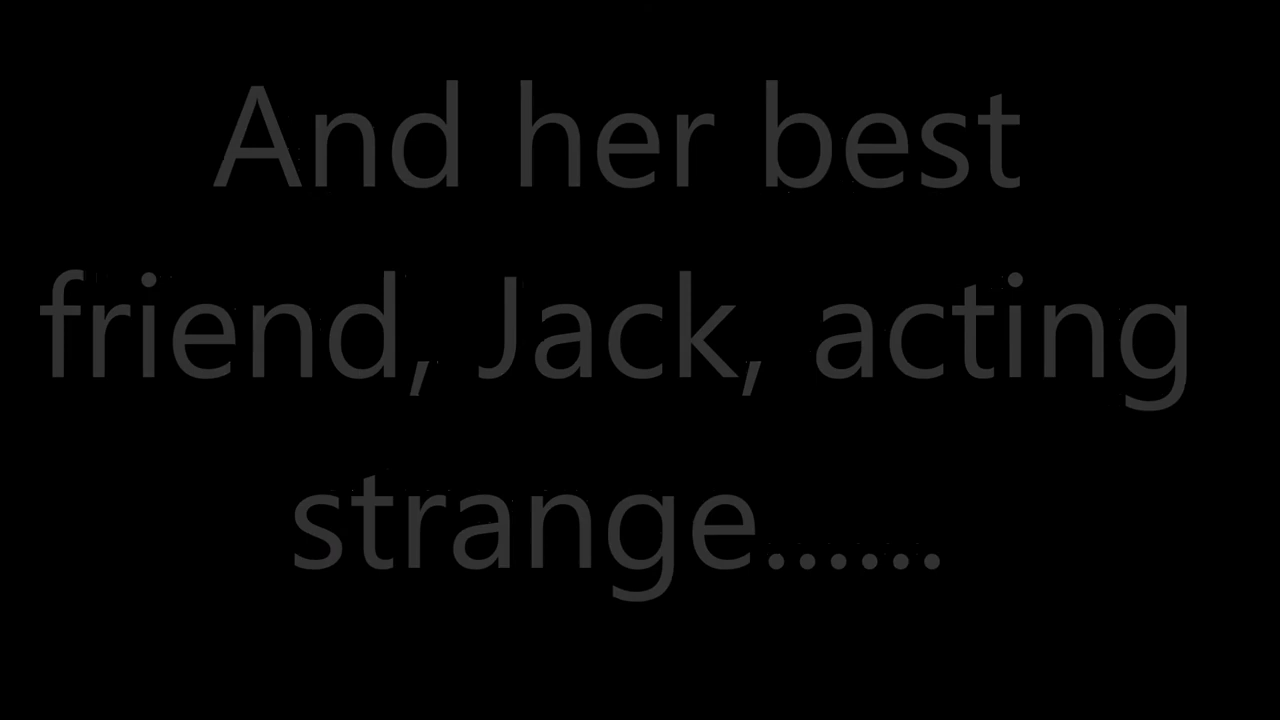 And her best
friend, Jack, acting
strange......